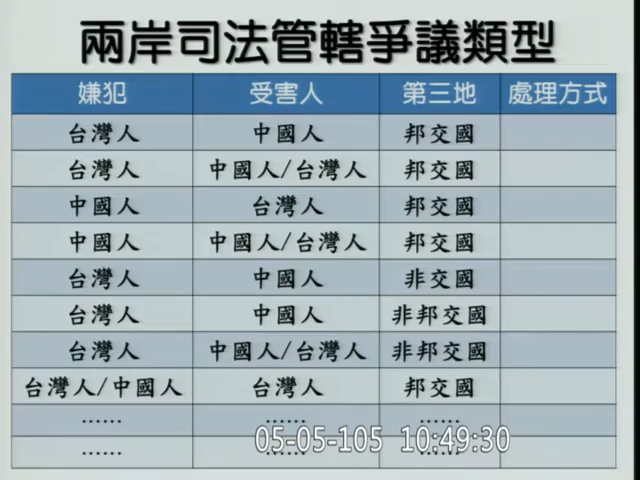 兩岸司法管轄爭議類型
嫌犯 受害人 第三地 處理方式
台灣人 中國人 邦交國
台灣人 中國人/台灣人 邦交國
中國人 台灣人 邦交國
中國人 中國人/台灣人 邦交國
台灣人 中國人 非交國
台灣人 中國人 非邦交國
台灣人 中國人/台灣人 非邦交國
台灣人/中國人 台灣人 邦交國
…… …… ……
…… …… ……
05-05-105 10:49:30